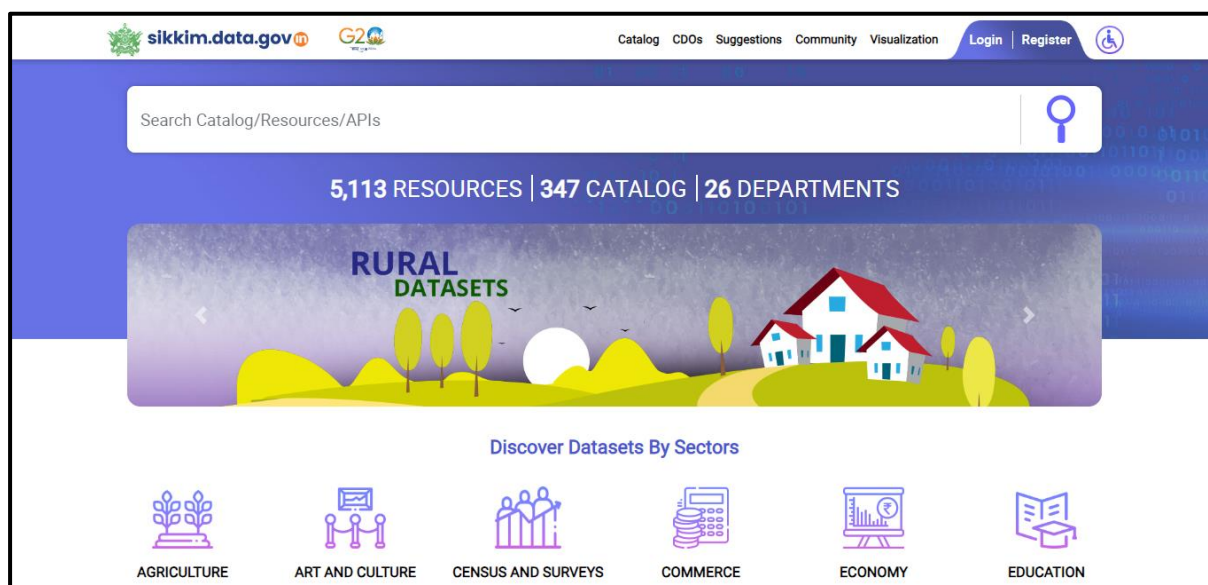 sikkim.data.gov in
G20
Catalog CDOs Suggestions Community Visualization Login Register
Search Catalog/Resources/APIs
5,113 RESOURCES 347 CATALOG 26 DEPARTMENTS
RURAL
DATASETS
Discover Datasets By Sectors
AGRICULTURE ART AND CULTURE CENSUS AND SURVEYS COMMERCE ECONOMY EDUCATION